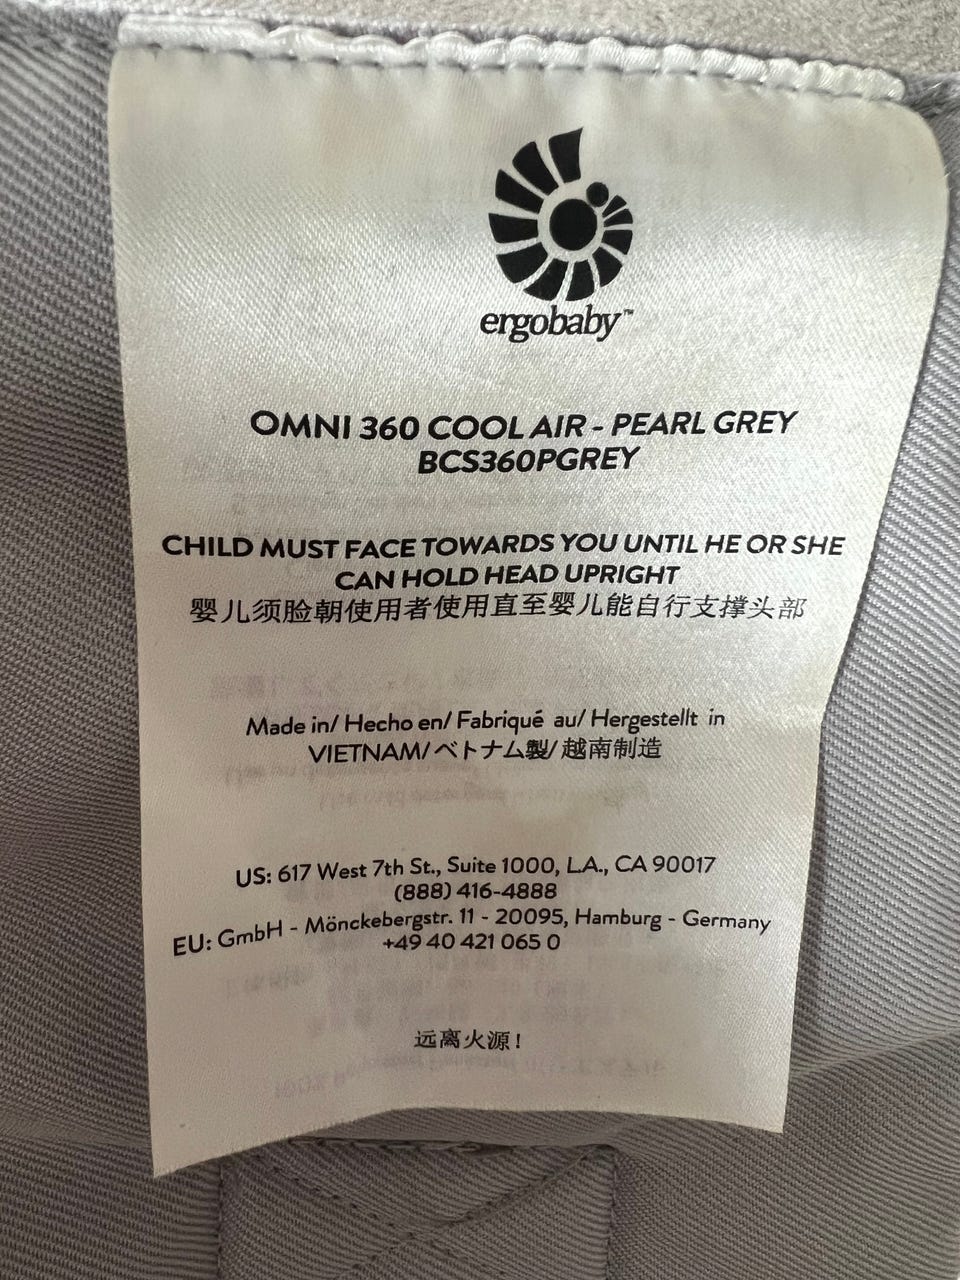 ergobaby™
OMNI 360 COOL AIR - PEARL GREY
BCS360PGREY
CHILD MUST FACE TOWARDS YOU UNTIL HE OR SHE
CAN HOLD HEAD UPRIGHT
婴儿须脸朝使用者使用直至婴儿能自行支撑头部
Made in/ Hecho en/ Fabriqué au/ Hergestellt in
VIETNAM/ベトナム製/越南制造
US: 617 West 7th St., Suite 1000, L.A., CA 90017
(888) 416-4888
EU: GmbH - Mönckebergstr. 11 - 20095, Hamburg - Germany
+49 40 421 065 0
远离火源！